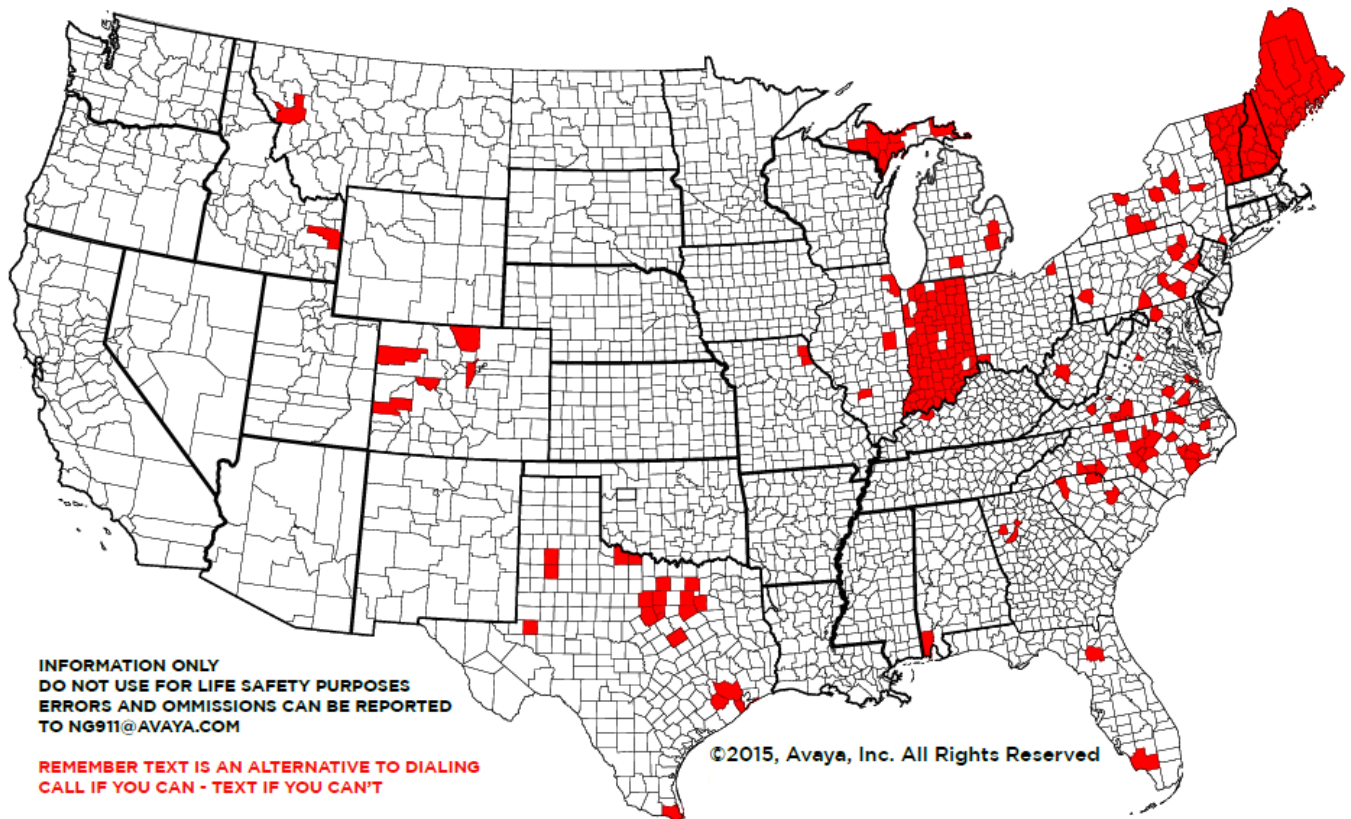 INFORMATION ONLY
DO NOT USE FOR LIFE SAFETY PURPOSES
ERRORS AND OMMISSIONS CAN BE REPORTED
TO NG911@AVAYA.COM
©2015, Avaya, Inc. All Rights Reserved
REMEMBER TEXT IS AN ALTERNATIVE TO DIALING
CALL IF YOU CAN - TEXT IF YOU CAN'T